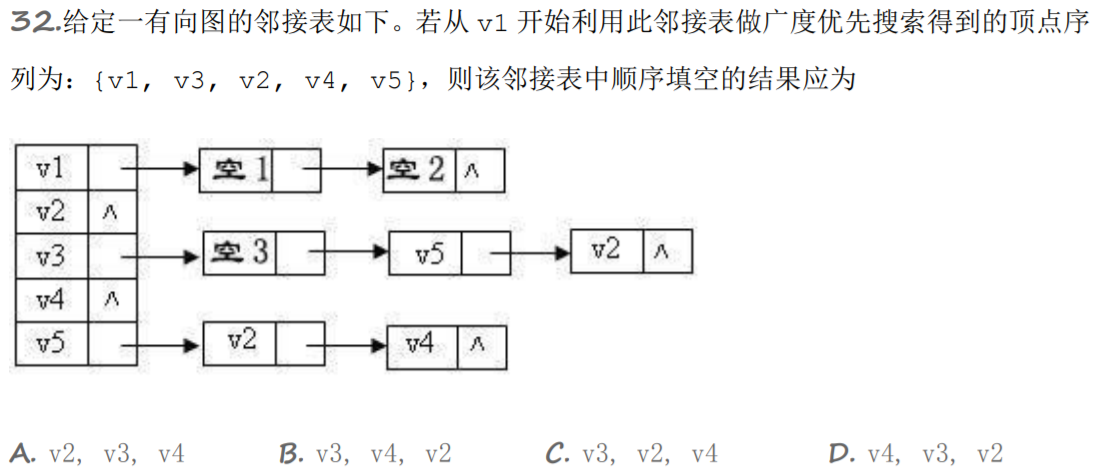 32.给定一有向图的邻接表如下。若从 v1 开始利用此邻接表做广度优先搜索得到的顶点序
列为：{v1, v3, v2, v4, v5}，则该邻接表中顺序填空的结果应为
v1 空1 空2 ∧
v2 ∧
v3 空3 v5 v2 ∧
v4 ∧
v5 v2 v4 ∧
A. v2, v3, v4 B. v3, v4, v2 C. v3, v2, v4 D. v4, v3, v2